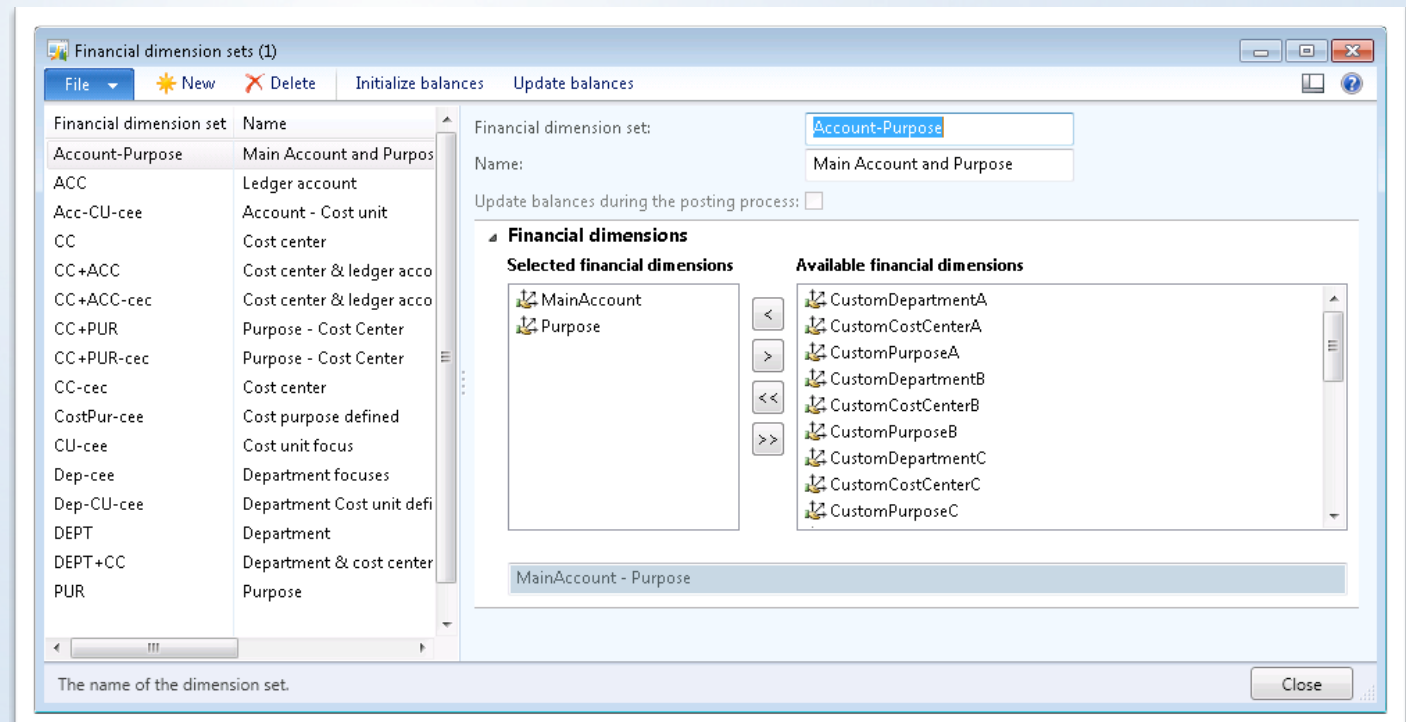 Financial dimension sets (1)
File New Delete Initialize balances Update balances
Financial dimension set Name
Account-Purpose Main Account and Purpos
ACC Ledger account
Acc-CU-cee Account - Cost unit
CC Cost center
CC+ACC Cost center & ledger acco
CC+ACC-cec Cost center & ledger acco
CC+PUR Purpose - Cost Center
CC+PUR-cec Purpose - Cost Center
CC-cec Cost center
CostPur-cee Cost purpose defined
CU-cee Cost unit focus
Dep-cee Department focuses
Dep-CU-cee Department Cost unit defi
DEPT Department
DEPT+CC Department & cost center
PUR Purpose
Financial dimension set: Account-Purpose
Name: Main Account and Purpose
Update balances during the posting process:
Financial dimensions
Selected financial dimensions
MainAccount
Purpose
<
>
<<
>>
Available financial dimensions
CustomDepartmentA
CustomCostCenterA
CustomPurposeA
CustomDepartmentB
CustomCostCenterB
CustomPurposeB
CustomDepartmentC
CustomCostCenterC
CustomPurposeC
MainAccount - Purpose
The name of the dimension set.
Close